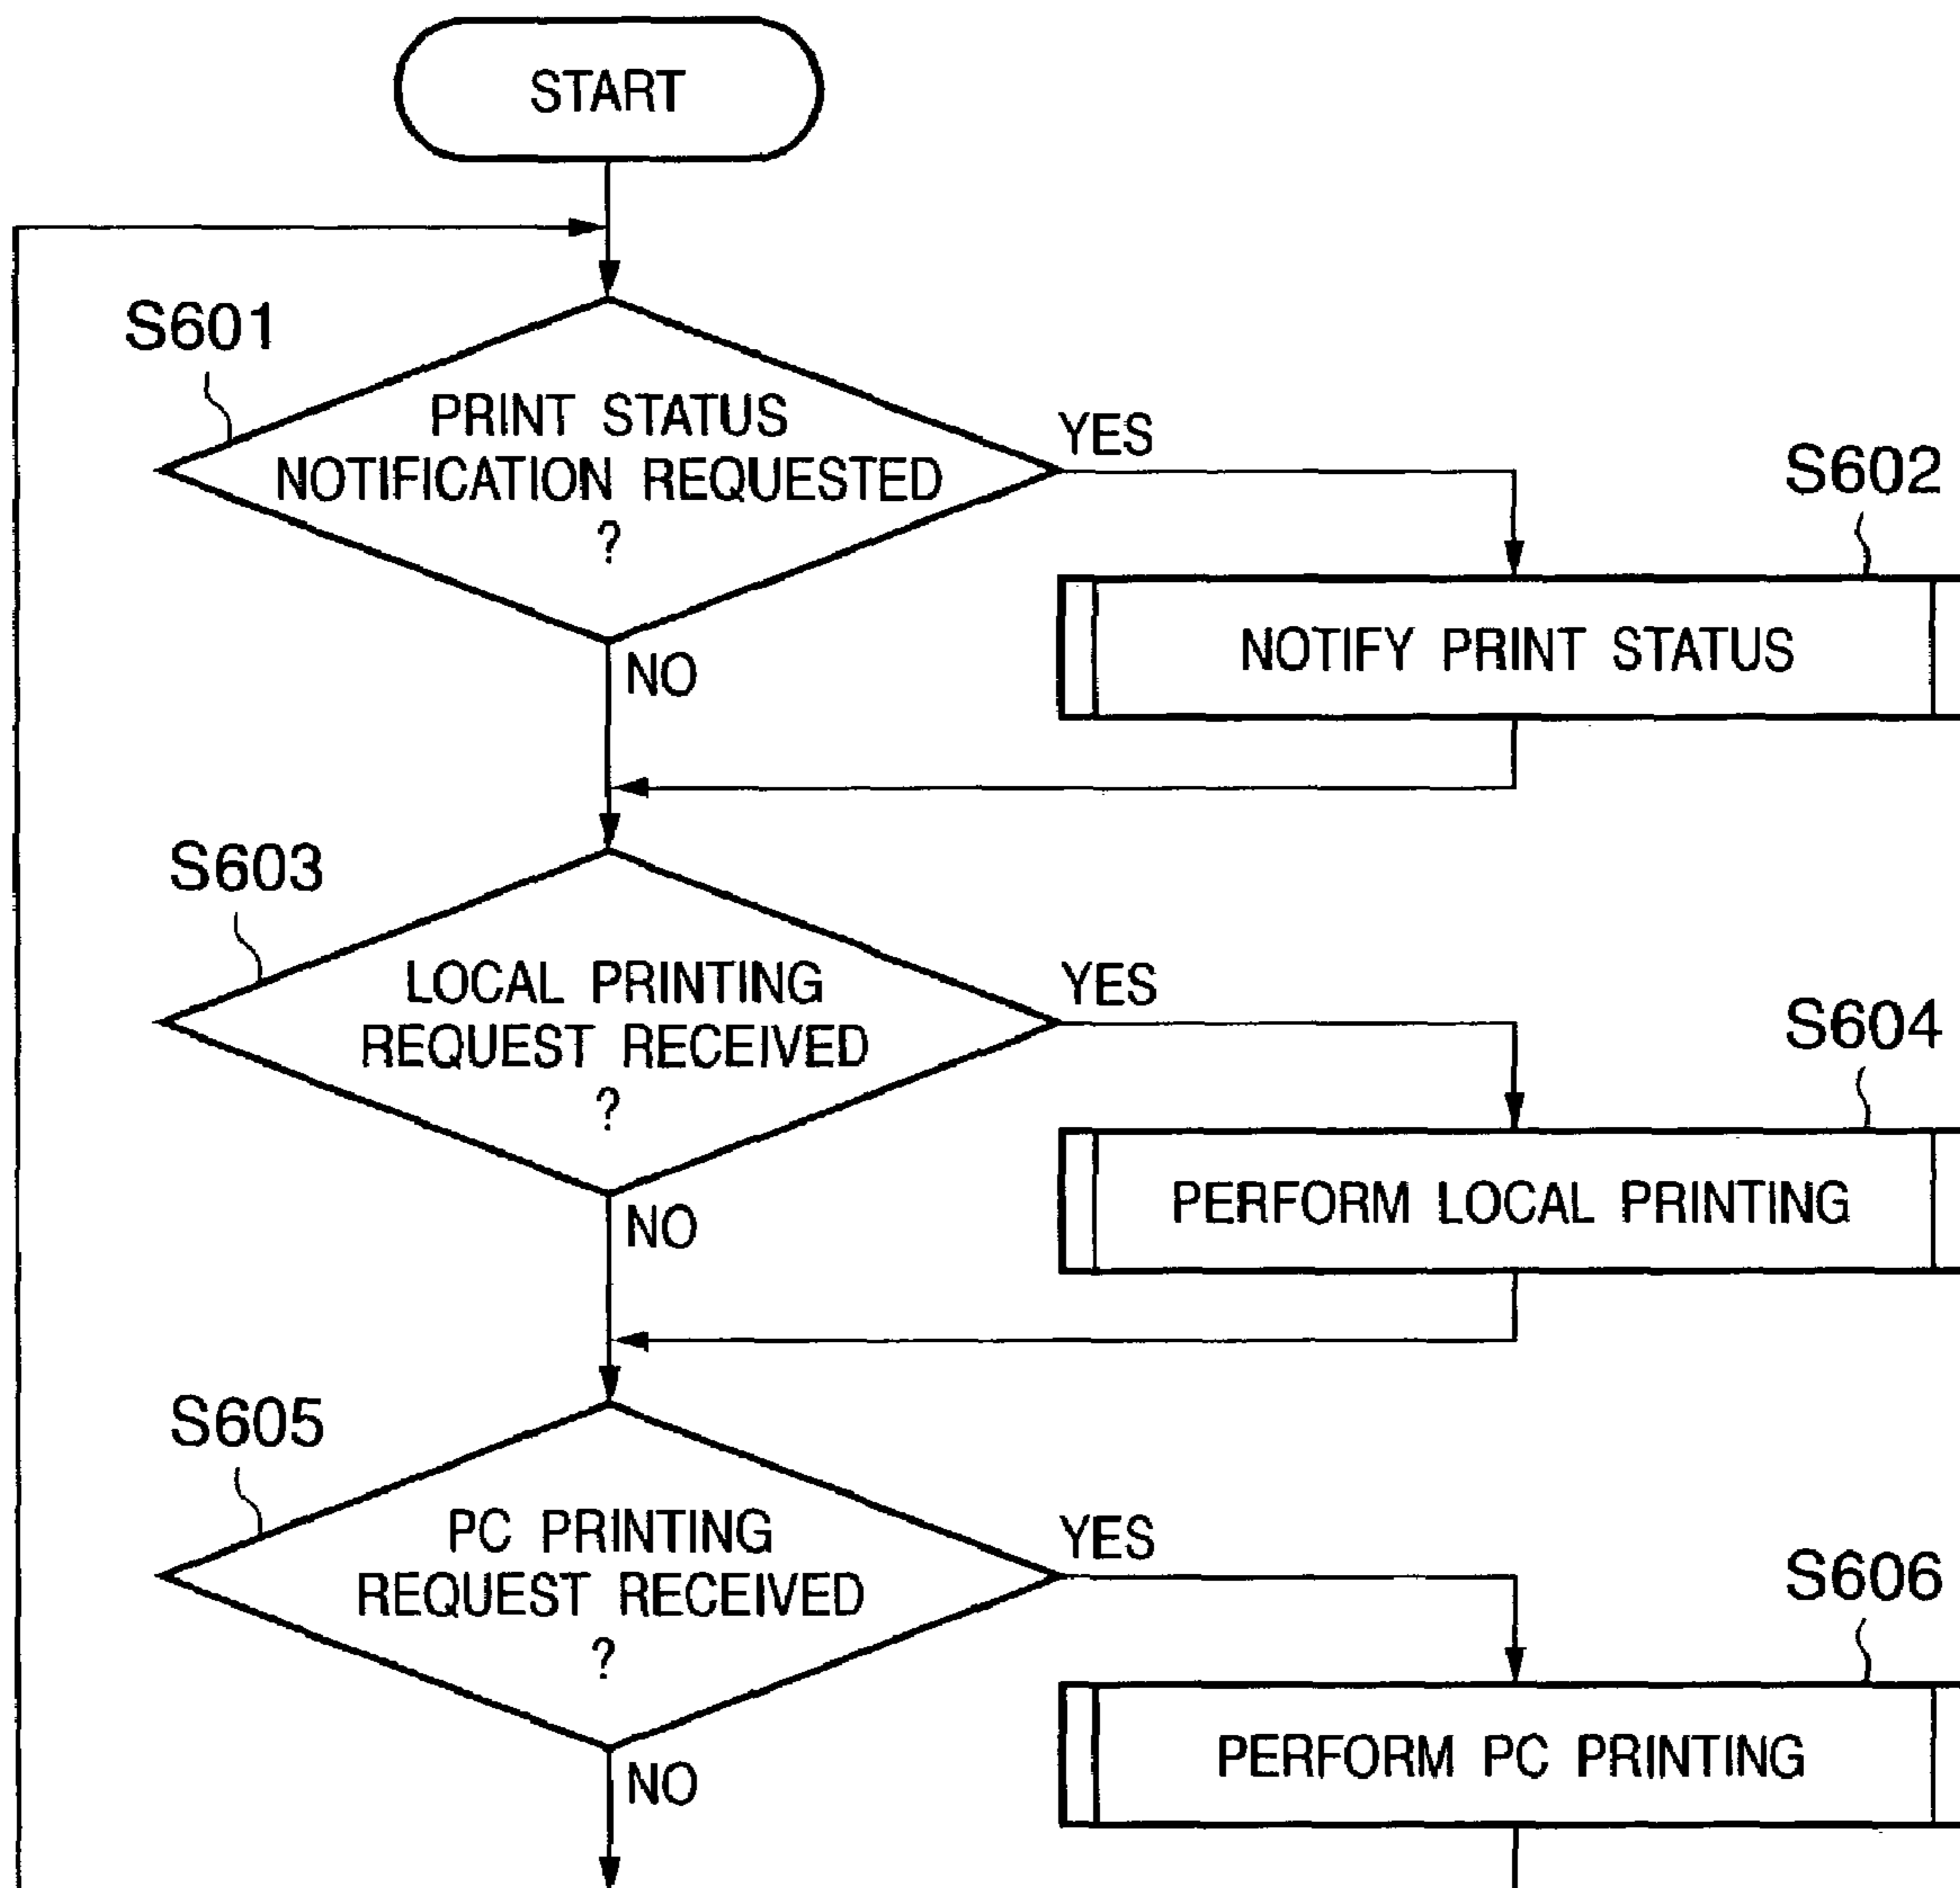 START
S601
PRINT STATUS
NOTIFICATION REQUESTED
?
YES
S602
NOTIFY PRINT STATUS
NO
S603
LOCAL PRINTING
REQUEST RECEIVED
?
YES
S604
PERFORM LOCAL PRINTING
NO
S605
PC PRINTING
REQUEST RECEIVED
?
YES
S606
PERFORM PC PRINTING
NO